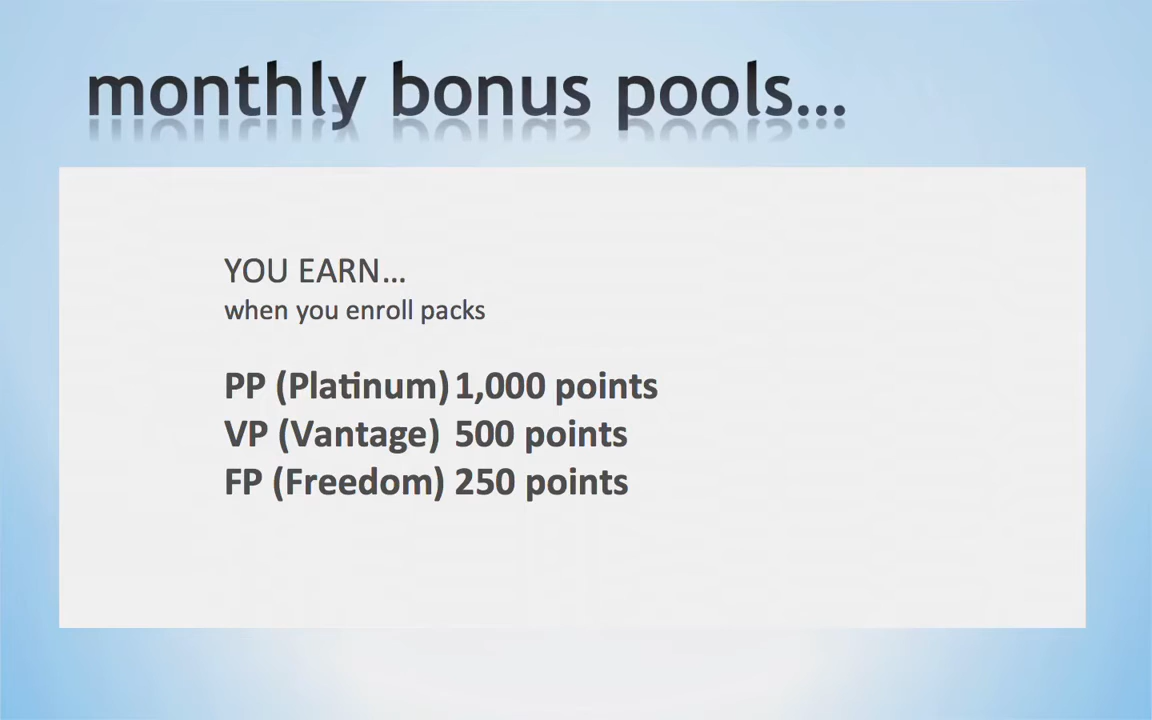 monthly bonus pools...
YOU EARN...
when you enroll packs
PP (Platinum) 1,000 points
VP (Vantage) 500 points
FP (Freedom) 250 points